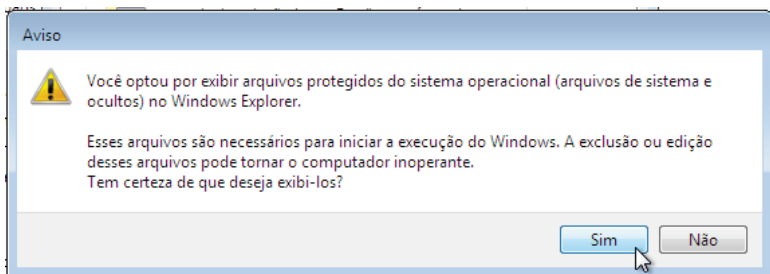 Aviso
Você optou por exibir arquivos protegidos do sistema operacional (arquivos de sistema e
ocultos) no Windows Explorer.
Esses arquivos são necessários para iniciar a execução do Windows. A exclusão ou edição
desses arquivos pode tornar o computador inoperante.
Tem certeza de que deseja exibi-los?
Sim
Não